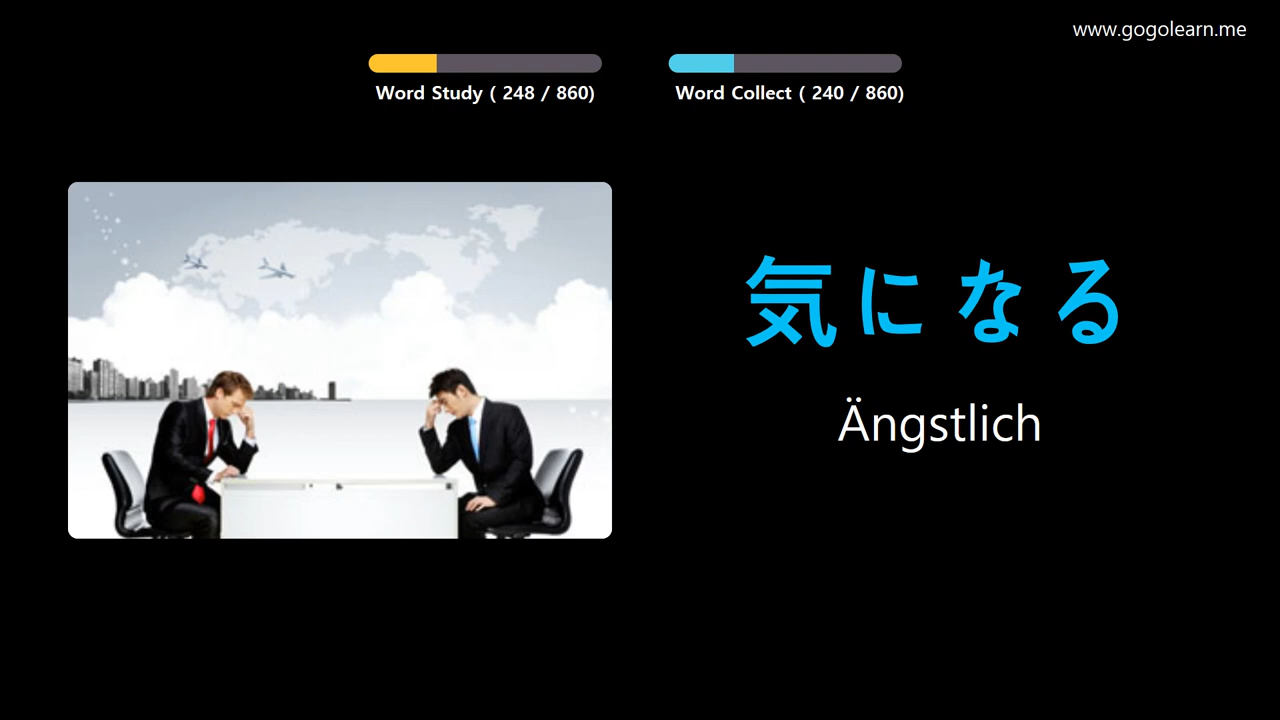 www.gogolearn.me
Word Study ( 248 / 860)
Word Collect ( 240 / 860)
気になる
Ängstlich